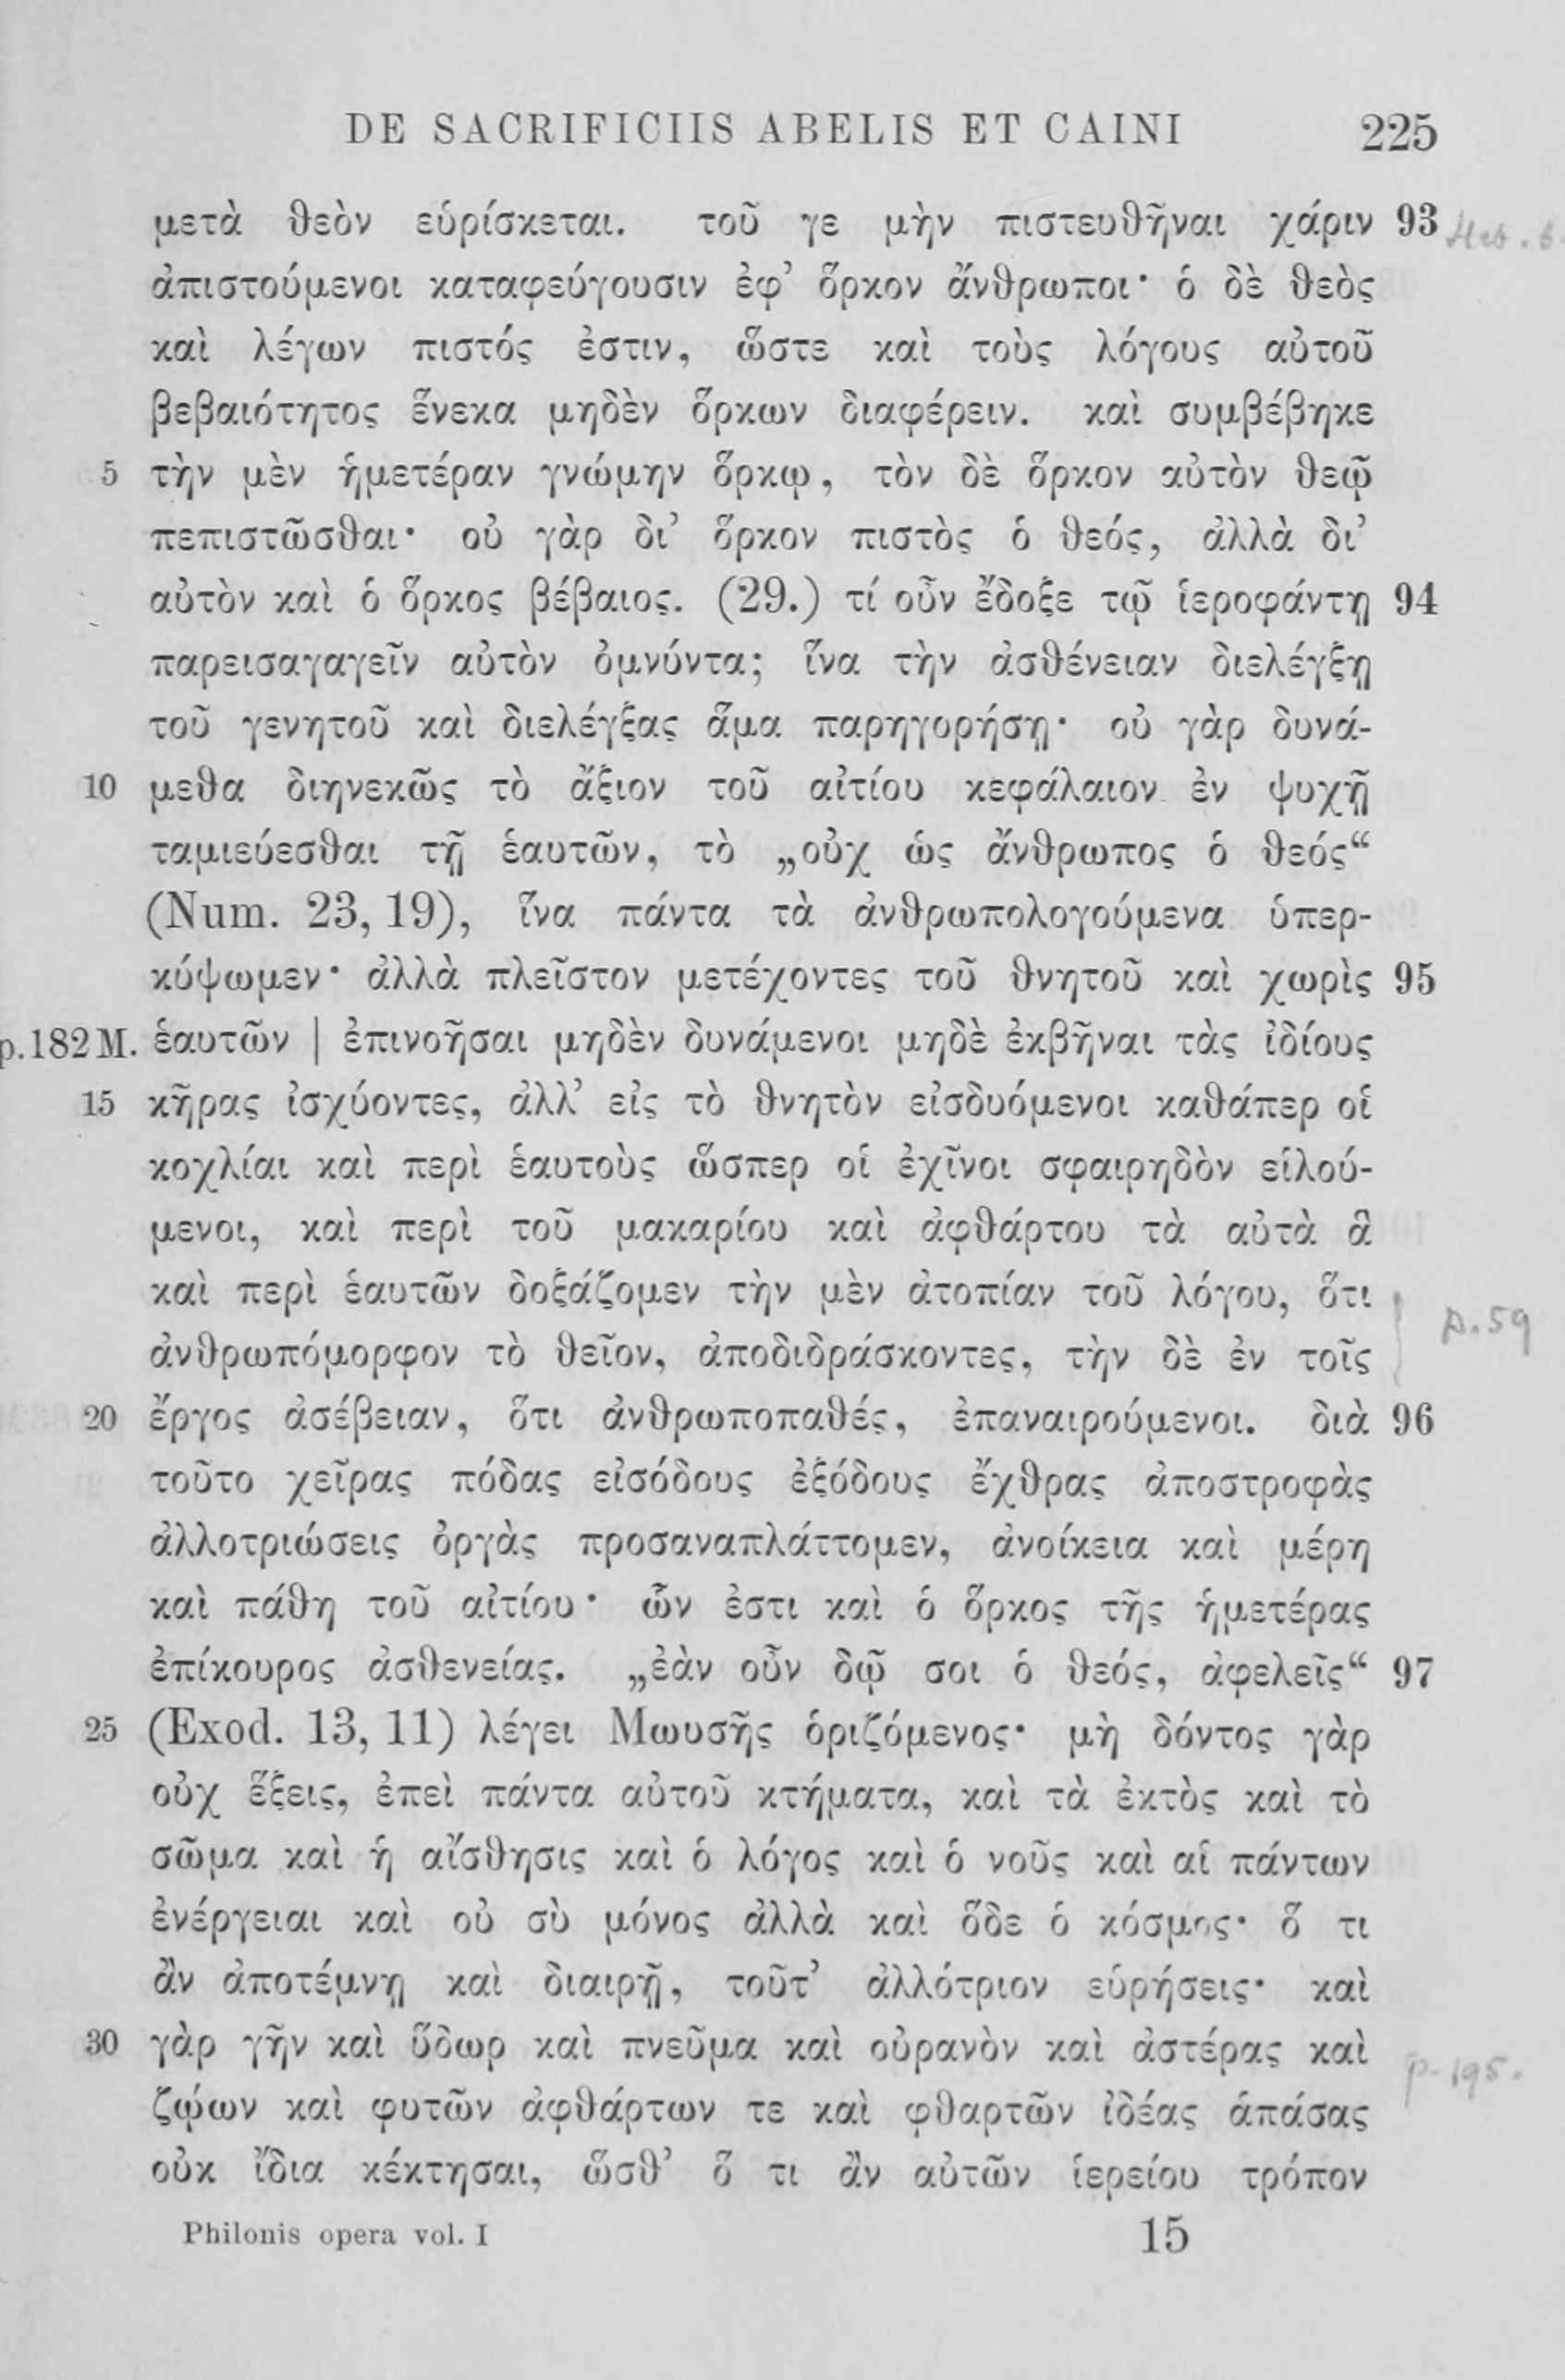 DE SACRIFICIIS ABELIS ET CAINI 225
μετὰ θεὸν εὑρίσκεται. τοῦ γε μὴν πιστευθῆναι χάριν 93
ἀπιστούμενοι καταφεύγουσιν ἐφ’ ὅρκον ἄνθρωποι· ὁ δὲ θεὸς
καὶ λέγων πιστός ἐστιν, ὥστε καὶ τοὺς λόγους αὐτοῦ
βεβαιότητος ἕνεκα μηδὲν ὅρκων διαφέρειν. καὶ συμβέβηκε
5 τὴν μὲν ἡμετέραν γνώμην ὅρκῳ, τὸν δὲ ὅρκον αὐτὸν θεῷ
πεπιστῶσθαι· οὐ γὰρ δι’ ὅρκον πιστὸς ὁ θεός, ἀλλὰ δι’
αὐτὸν καὶ ὁ ὅρκος βέβαιος. (29.) τί οὖν ἔδοξε τῷ ἱεροφάντῃ 94
παρεισαγαγεῖν αὐτὸν ὀμνύντα; ἵνα τὴν ἀσθένειαν διελέγξῃ
τοῦ γενητοῦ καὶ διελέγξας ἅμα παρηγορήσῃ· οὐ γὰρ δυνά-
10 μεθα διηνεκῶς τὸ ἄξιον τοῦ αἰτίου κεφάλαιον ἐν ψυχῇ
ταμιεύεσθαι τῇ ἑαυτῶν, τὸ „οὐχ ὡς ἄνθρωπος ὁ θεός“
(Num. 23, 19), ἵνα πάντα τὰ ἀνθρωπολογούμενα ὑπερ-
κύψωμεν· ἀλλὰ πλεῖστον μετέχοντες τοῦ θνητοῦ καὶ χωρὶς 95
p. 182 M. ἑαυτῶν | ἐπινοῆσαι μηδὲν δυνάμενοι μηδὲ ἐκβῆναι τὰς ἰδίους
15 κῆρας ἰσχύοντες, ἀλλ’ εἰς τὸ θνητὸν εἰσδυόμενοι καθάπερ οἱ
κοχλίαι καὶ περὶ ἑαυτοὺς ὥσπερ οἱ ἐχῖνοι σφαιρηδὸν εἱλού-
μενοι, καὶ περὶ τοῦ μακαρίου καὶ ἀφθάρτου τὰ αὐτὰ ἃ
καὶ περὶ ἑαυτῶν δοξάζομεν τὴν μὲν ἀτοπίαν τοῦ λόγου, ὅτι
ἀνθρωπόμορφον τὸ θεῖον, ἀποδιδράσκοντες, τὴν δὲ ἐν τοῖς p. 59
20 ἔργος ἀσέβειαν, ὅτι ἀνθρωποπαθές, ἐπαναιρούμενοι. διὰ 96
τοῦτο χεῖρας πόδας εἰσόδους ἐξόδους ἔχθρας ἀποστροφὰς
ἀλλοτριώσεις ὀργὰς προσαναπλάττομεν, ἀνοίκεια καὶ μέρη
καὶ πάθη τοῦ αἰτίου· ὧν ἐστι καὶ ὁ ὅρκος τῆς ἡμετέρας
ἐπίκουρος ἀσθενείας. „ἐὰν οὖν δῷ σοι ὁ θεός, ἀφελεῖς“ 97
25 (Exod. 13, 11) λέγει Μωυσῆς ὁριζόμενος· μὴ δόντος γὰρ
οὐχ ἕξεις, ἐπεὶ πάντα αὐτοῦ κτήματα, καὶ τὰ ἐκτὸς καὶ τὸ
σῶμα καὶ ἡ αἴσθησις καὶ ὁ λόγος καὶ ὁ νοῦς καὶ αἱ πάντων
ἐνέργειαι καὶ οὐ σὺ μόνος ἀλλὰ καὶ ὅδε ὁ κόσμος· ὅ τι
ἂν ἀποτέμνῃ καὶ διαιρῇ, τοῦτ’ ἀλλότριον εὑρήσεις· καὶ
30 γὰρ γῆν καὶ ὕδωρ καὶ πνεῦμα καὶ οὐρανὸν καὶ ἀστέρας καὶ
ζῴων καὶ φυτῶν ἀφθάρτων τε καὶ φθαρτῶν ἰδέας ἁπάσας p. 195.
οὐκ ἴδια κέκτησαι, ὥσθ’ ὅ τι ἂν αὐτῶν ἱερείου τρόπον
Philonis opera vol. I 15